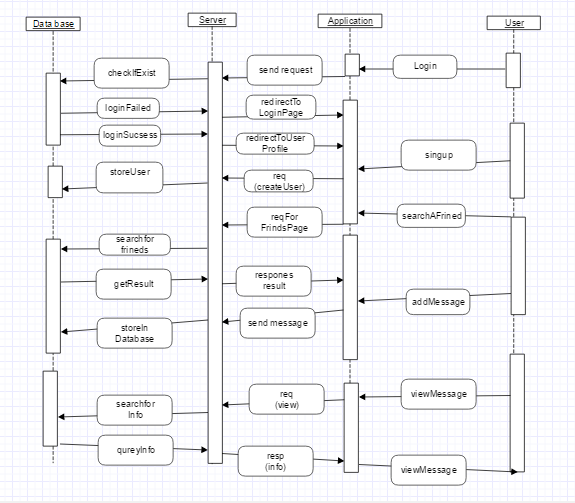 Database
Server
Application
User
checkIfExist
send request
Login
loginFailed
redirectTo
LoginPage
loginSucsess
redirectToUser
Profile
singup
storeUser
req
(createUser)
searchAFrined
reqFor
FrindsPage
searchfor
frineds
getResult
respones
result
addMessage
storeIn
Database
send message
searchfor
Info
req
(view)
viewMessage
qureyInfo
resp
(info)
viewMessage